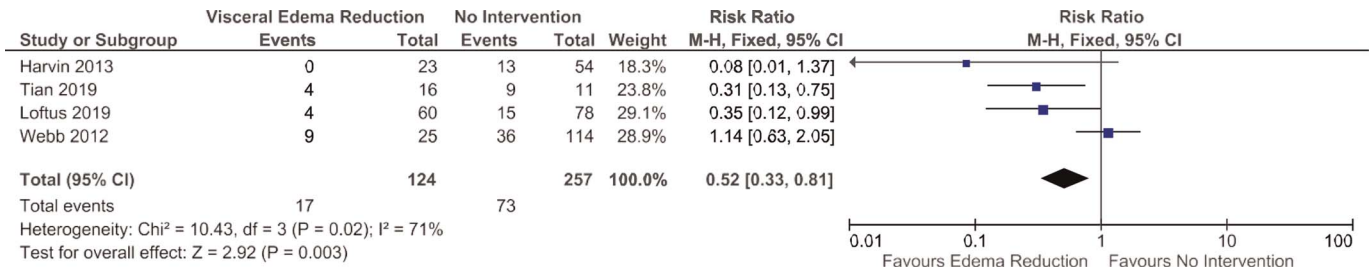 Visceral Edema Reduction No Intervention Risk Ratio Risk Ratio
Study or Subgroup Events Total Events Total Weight M-H, Fixed, 95% CI M-H, Fixed, 95% CI
Harvin 2013 0 23 13 54 18.3% 0.08 [0.01, 1.37]
Tian 2019 4 16 9 11 23.8% 0.31 [0.13, 0.75]
Loftus 2019 4 60 15 78 29.1% 0.35 [0.12, 0.99]
Webb 2012 9 25 36 114 28.9% 1.14 [0.63, 2.05]
Total (95% CI) 124 257 100.0% 0.52 [0.33, 0.81]
Total events 17 73
Heterogeneity: Chi² = 10.43, df = 3 (P = 0.02); I² = 71%
Test for overall effect: Z = 2.92 (P = 0.003)
0.01 0.1 1 10 100
Favours Edema Reduction Favours No Intervention